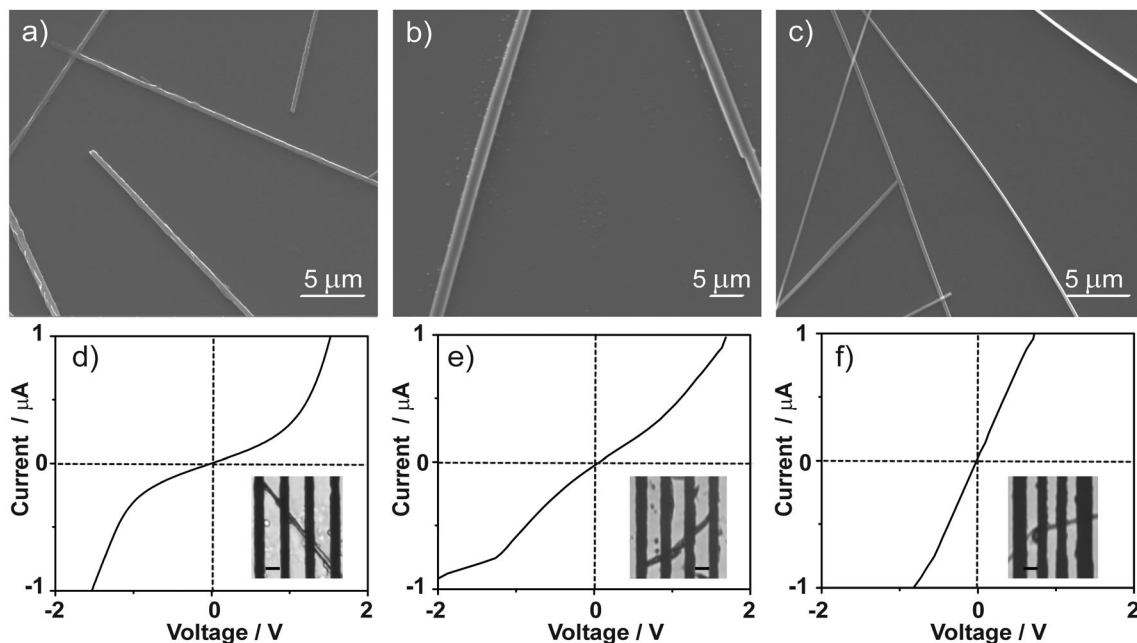 a)
5 μm
b)
5 μm
c)
5 μm
d)
Current / μA
1
0
-1
-2
0
2
Voltage / V
e)
Current / μA
1
0
-1
-2
0
2
Voltage / V
f)
Current / μA
1
0
-1
-2
0
2
Voltage / V